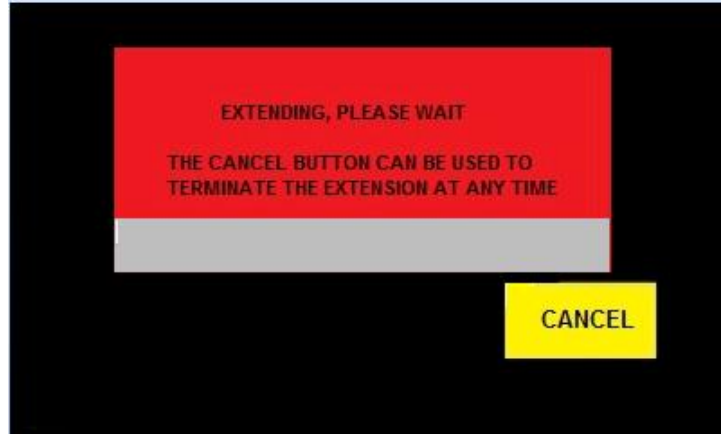 EXTENDING, PLEASE WAIT
THE CANCEL BUTTON CAN BE USED TO
TERMINATE THE EXTENSION AT ANY TIME
CANCEL